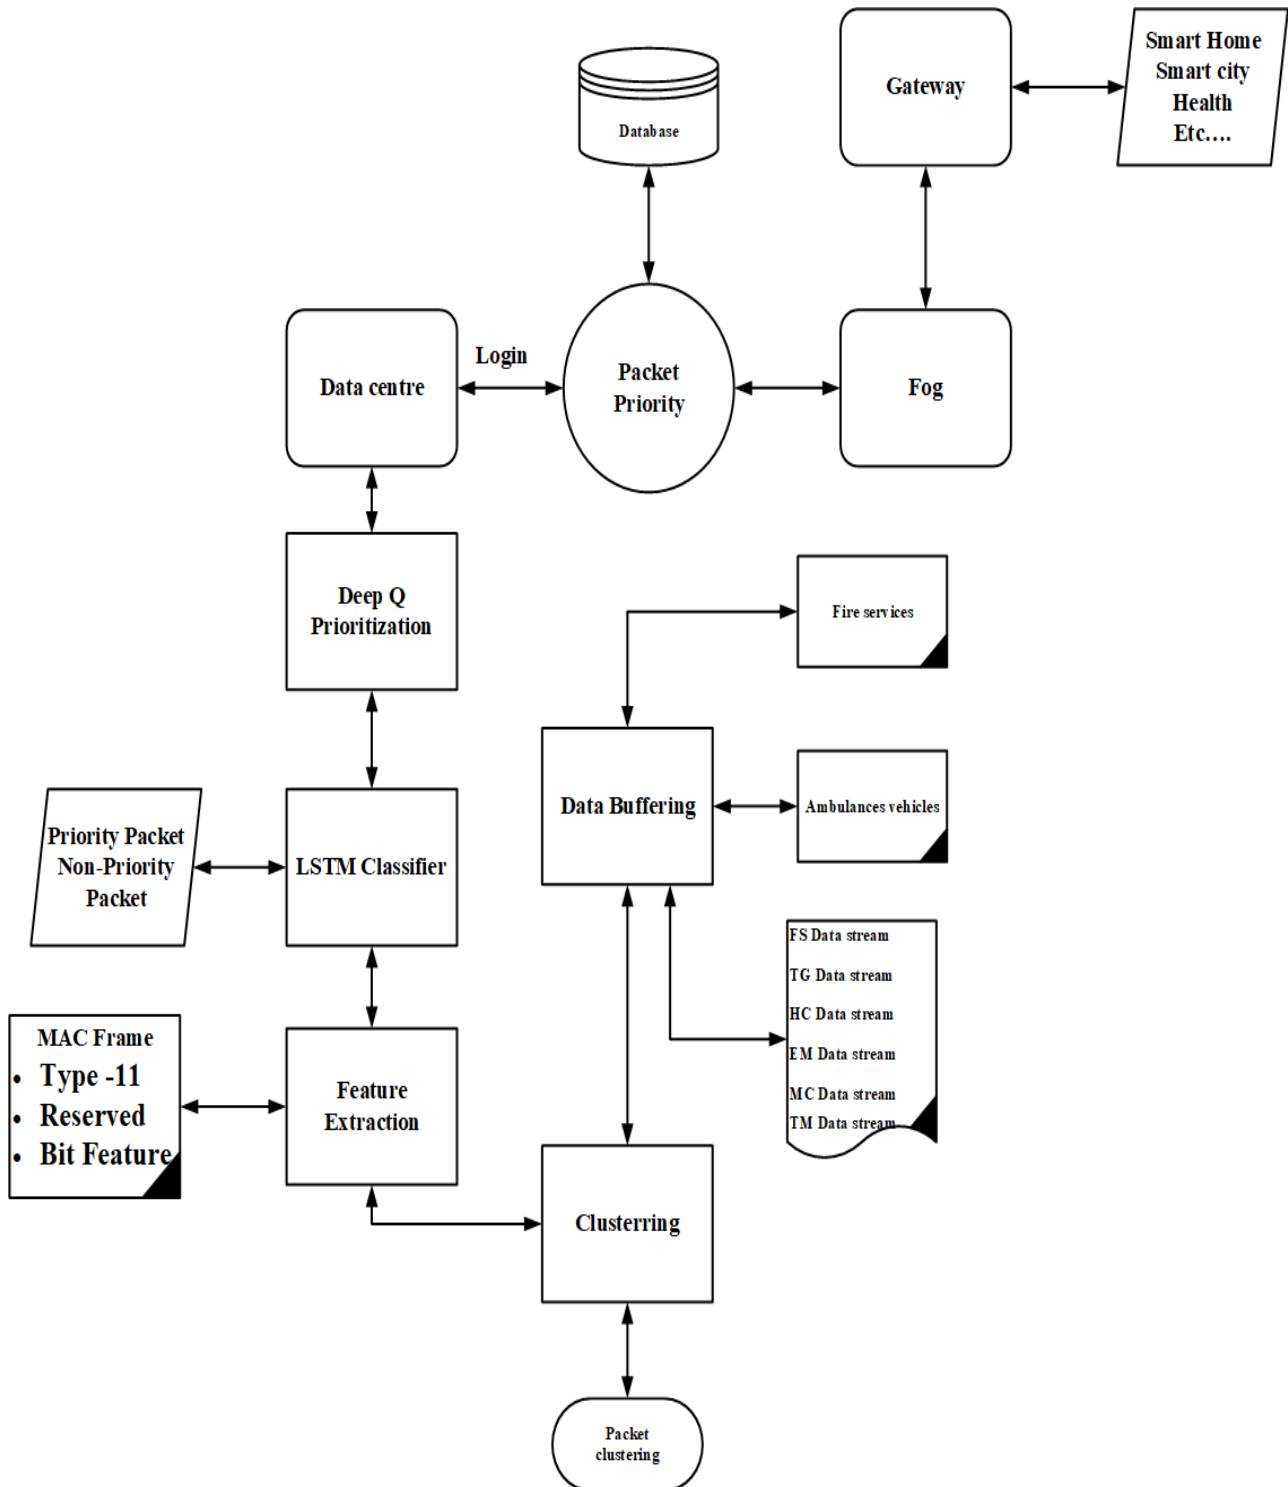 Smart Home
Smart city
Health
Etc....
Gateway
Database
Login
Data centre
Packet
Priority
Fog
Deep Q
Prioritization
Fire services
Data Buffering
Ambulances vehicles
Priority Packet
Non-Priority
Packet
LSTM Classifier
FS Data stream
TG Data stream
HC Data stream
EM Data stream
MC Data stream
TM Data stream
MAC Frame
• Type -11
• Reserved
• Bit Feature
Feature
Extraction
Clusterring
Packet
clustering